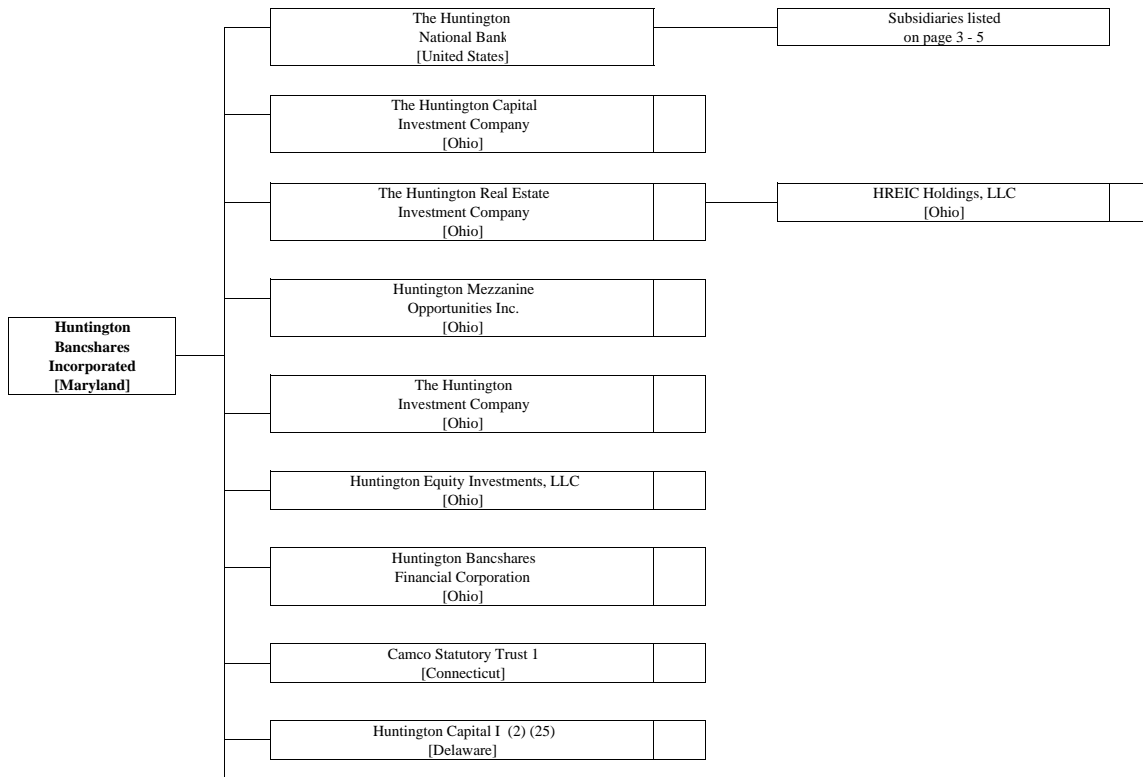 The Huntington
National Bank
[United States]
Subsidiaries listed
on page 3 - 5
The Huntington Capital
Investment Company
[Ohio]
The Huntington Real Estate
Investment Company
[Ohio]
HREIC Holdings, LLC
[Ohio]
Huntington Mezzanine
Opportunities Inc.
[Ohio]
Huntington
Bancshares
Incorporated
[Maryland]
The Huntington
Investment Company
[Ohio]
Huntington Equity Investments, LLC
[Ohio]
Huntington Bancshares
Financial Corporation
[Ohio]
Camco Statutory Trust 1
[Connecticut]
Huntington Capital I (2) (25)
[Delaware]